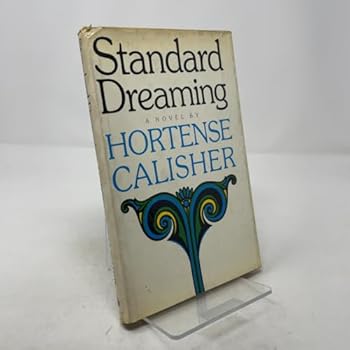 Standard
Dreaming
A NOVEL BY
HORTENSE
CALISHER